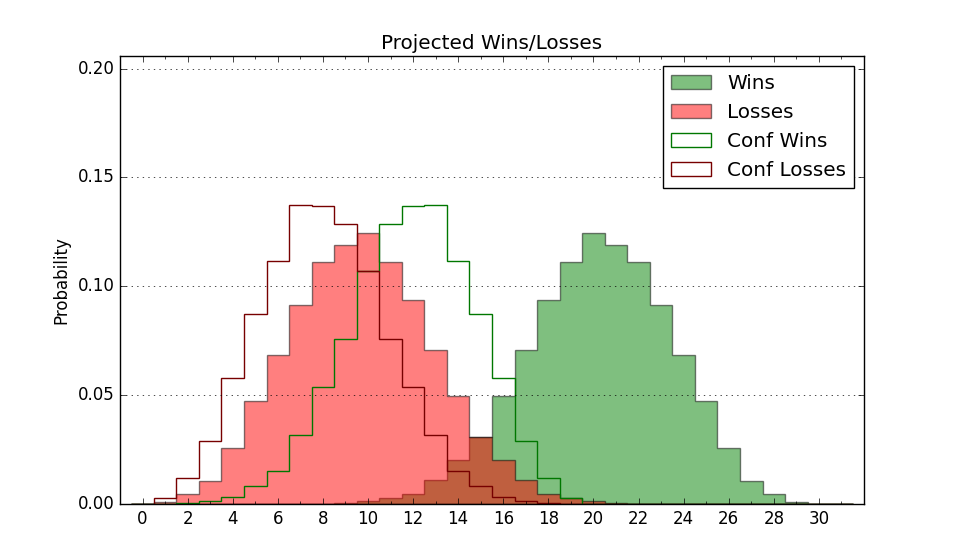 Projected Wins/Losses
0.20
0.15
0.10
0.05
0.00
Probability
Wins
Losses
Conf Wins
Conf Losses
0 2 4 6 8 10 12 14 16 18 20 22 24 26 28 30